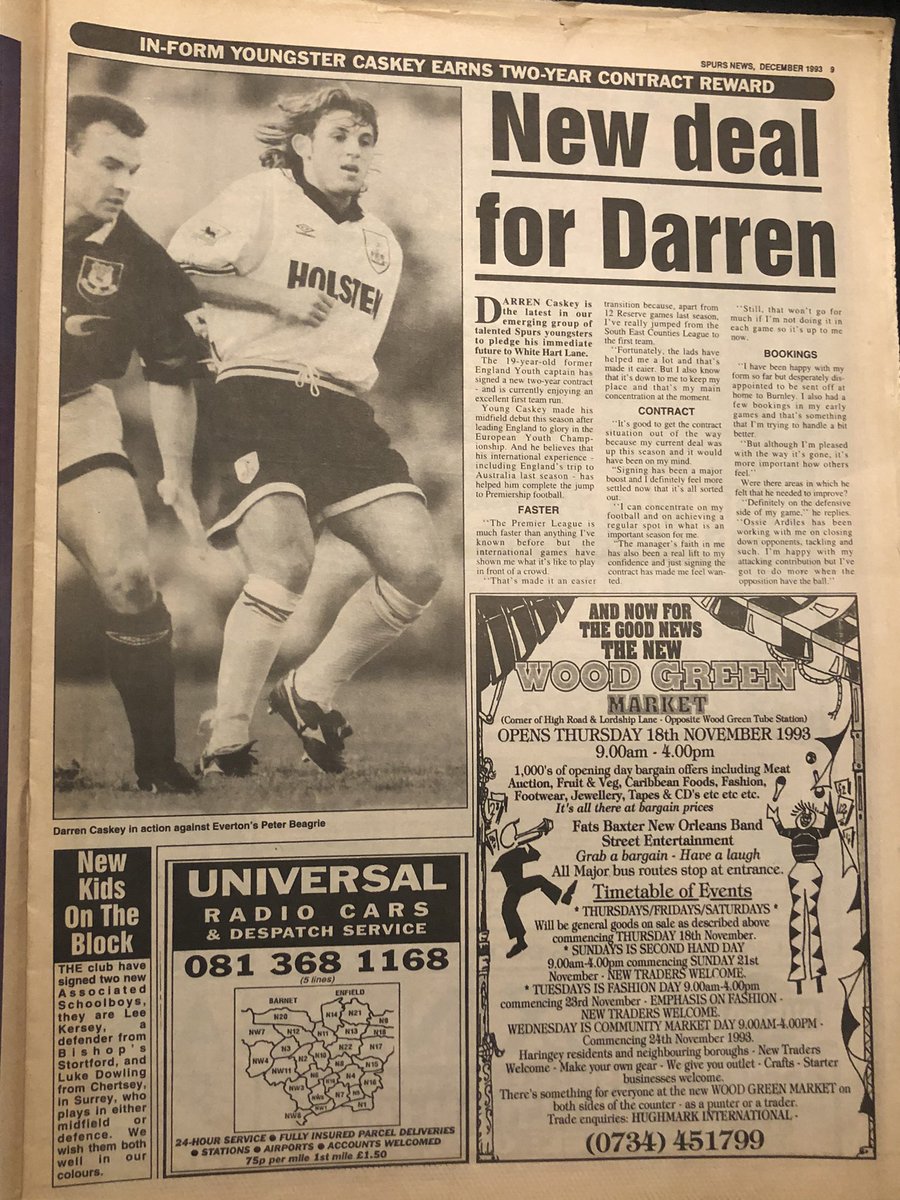 IN-FORM YOUNGSTER CASKEY EARNS TWO-YEAR CONTRACT REWARD
SPURS NEWS, DECEMBER 1993 9
New deal
for Darren
HOLSTEN
umbro
DARREN Caskey is
the latest in our
emerging group of
talented Spurs youngsters
to pledge his immediate
future to White Hart Lane.
The 19-year-old former
England Youth captain has
signed a new two-year contract
- and is currently enjoying an
excellent first team run.
Young Caskey made his
midfield debut this season after
leading England to glory in the
European Youth Cham-
pionship. And he believes that
his international experience -
including England's trip to
Australia last season - has
helped him complete the jump
to Premiership football.
FASTER
"The Premier League is
much faster than anything I've
known before but the
international games have
shown me what it's like to play
in front of a crowd.
"That's made it an easier
transition because, apart from
12 Reserve games last season,
I've really jumped from the
South East Counties League to
the first team.
"Fortunately, the lads have
helped me a lot and that's
made it eaier. But I also know
that it's down to me to keep my
place and that's my main
concentration at the moment.
CONTRACT
"It's good to get the contract
situation out of the way
because my current deal was
up this season and it would
have been on my mind.
"Signing has been a major
boost and I definitely feel more
settled now that it's all sorted
out.
"I can concentrate on my
football and on achieving a
regular spot in what is an
important season for me.
"The manager's faith in me
has also been a real lift to my
confidence and just signing the
contract has made me feel wan-
ted.
"Still, that won't go for
much if I'm not doing it in
each game so it's up to me
now.
BOOKINGS
"I have been happy with my
form so far but desperately dis-
appointed to be sent off at
home to Burnley. I also had a
few bookings in my early
games and that's something
that I'm trying to handle a bit
better.
"But although I'm pleased
with the way it's gone, it's
more important how others
feel."
Were there areas in which he
felt that he needed to improve?
"Definitely on the defensive
side of my game," he replies.
"Ossie Ardiles has been
working with me on closing
down opponents, tackling and
such. I'm happy with my
attacking contribution but I've
got to do more when the
opposition have the ball."
Darren Caskey in action against Everton's Peter Beagrie
New
Kids
On The
Block
THE club have
signed two new
Associated
Schoolboys,
they are Lee
Kersey, a
defender from
Bishop's
Stortford, and
Luke Dowling
from Chertsey,
in Surrey, who
plays in either
midfield or
defence. We
wish them both
well in our
colours.
UNIVERSAL
RADIO CARS
& DESPATCH SERVICE
081 368 1168
(5 lines)
BARNET
ENFIELD
N20
N14
N21
N9
NW7
N12
N11
N13
N18
N3
N22
N17
NW4
N2
N10
N8
N15
NW11
N6
N4
N16
NW3
N19
N7
N5
NW5
N1
NW1
NW8
24-HOUR SERVICE ● FULLY INSURED PARCEL DELIVERIES
● STATIONS ● AIRPORTS ● ACCOUNTS WELCOMED
75p per mile 1st mile £1.50
AND NOW FOR
THE GOOD NEWS
THE NEW
WOOD GREEN
MARKET
(Corner of High Road & Lordship Lane - Opposite Wood Green Tube Station)
OPENS THURSDAY 18th NOVEMBER 1993
9.00am - 4.00pm
1,000's of opening day bargain offers including Meat
Auction, Fruit & Veg, Caribbean Foods, Fashion,
Footwear, Jewellery, Tapes & CD's etc etc etc.
It's all there at bargain prices
Fats Baxter New Orleans Band
Street Entertainment
Grab a bargain - Have a laugh
All Major bus routes stop at entrance.
Timetable of Events
* THURSDAYS/FRIDAYS/SATURDAYS *
Will be general goods on sale as described above
commencing THURSDAY 18th November.
* SUNDAYS IS SECOND HAND DAY
9.00am-4.00pm commencing SUNDAY 21st
November - NEW TRADERS WELCOME.
* TUESDAYS IS FASHION DAY 9.00am-4.00pm
commencing 23rd November - EMPHASIS ON FASHION -
NEW TRADERS WELCOME.
WEDNESDAY IS COMMUNITY MARKET DAY 9.00AM-4.00PM -
Commencing 24th November 1993.
Haringey residents and neighbouring boroughs - New Traders
Welcome - Make your own gear - We give you outlet - Crafts - Starter
businesses welcome.
There's something for everyone at the new WOOD GREEN MARKET on
both sides of the counter - as a punter or a trader.
Trade enquiries: HUGHMARK INTERNATIONAL -
(0734) 451799